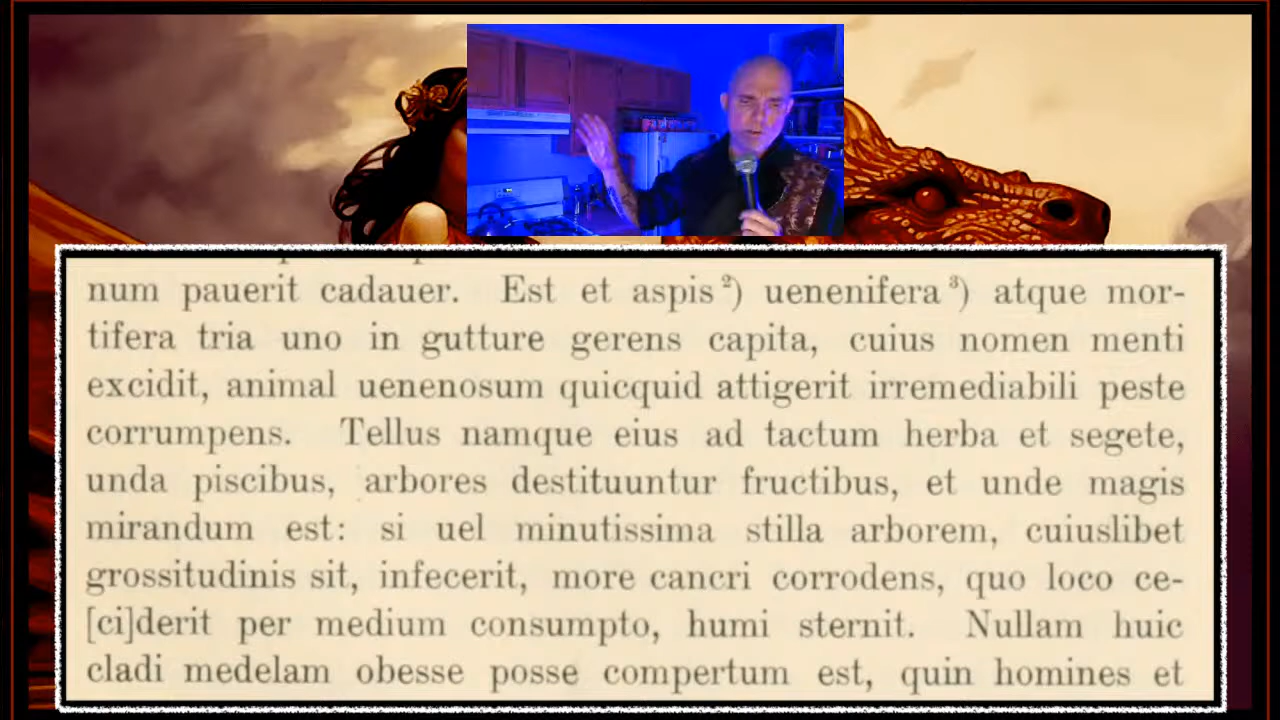 num pauerit cadauer. Est et aspis²) uenenifera³) atque mor-
tifera tria uno in gutture gerens capita, cuius nomen menti
excidit, animal uenenosum quicquid attigerit irremediabili peste
corrumpens. Tellus namque eius ad tactum herba et segete,
unda piscibus, arbores destituuntur fructibus, et unde magis
mirandum est: si uel minutissima stilla arborem, cuiuslibet
grossitudinis sit, infecerit, more cancri corrodens, quo loco ce-
[ci]derit per medium consumpto, humi sternit. Nullam huic
cladi medelam obesse posse compertum est, quin homines et